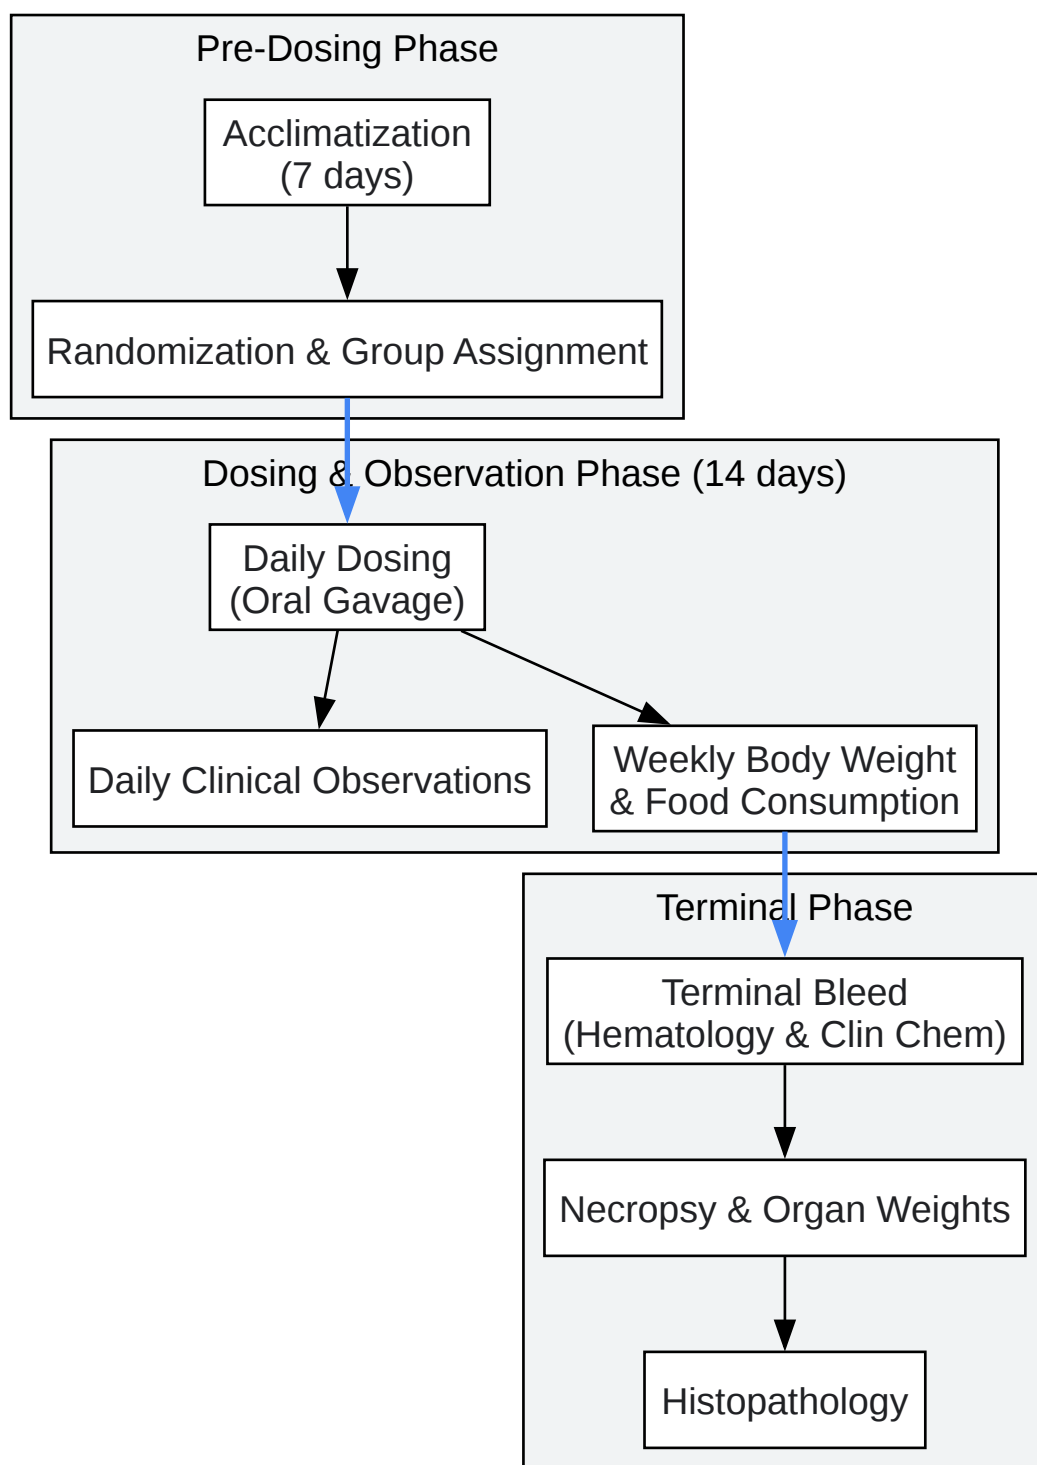 Pre-Dosing Phase
Acclimatization
(7 days)
Randomization & Group Assignment
Dosing & Observation Phase (14 days)
Daily Dosing
(Oral Gavage)
Daily Clinical Observations
Weekly Body Weight
& Food Consumption
Terminal Phase
Terminal Bleed
(Hematology & Clin Chem)
Necropsy & Organ Weights
Histopathology